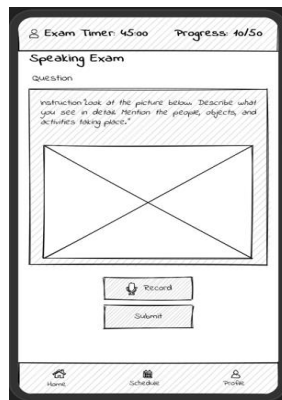 Exam Timer: 45:00 Progress: 10/50
Speaking Exam
Question
instruction"Look at the picture below. Describe what
you see in detail. Mention the people, objects, and
activities taking place."
Record
Submit
Home Schedule Profile